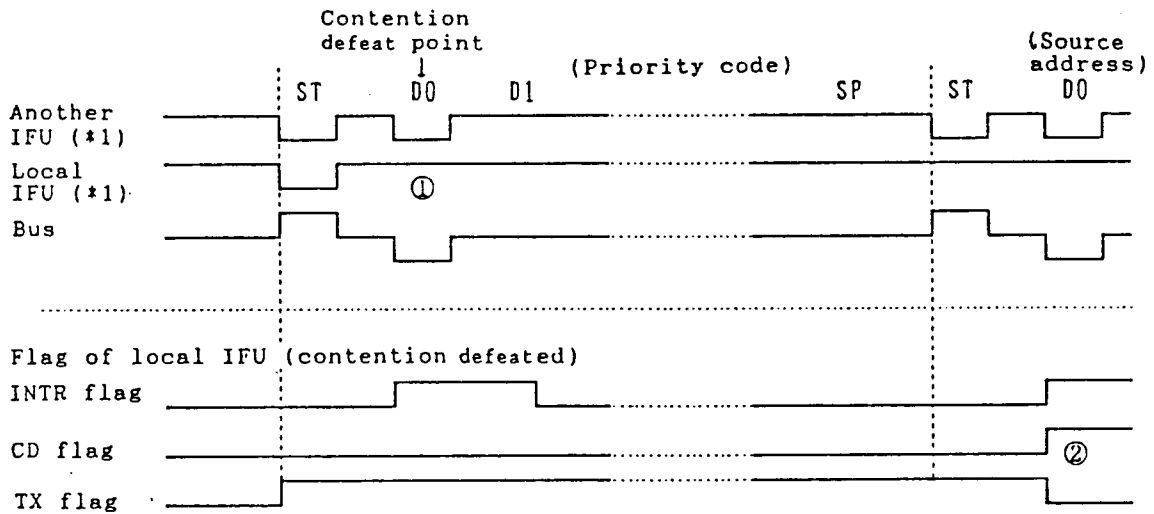 Contention
defeat point
↓
(Priority code)
(Source
address)
ST D0 D1 SP ST D0
Another
IFU (*1)
Local
IFU (*1)
①
Bus
Flag of local IFU (contention defeated)
INTR flag
CD flag
②
TX flag